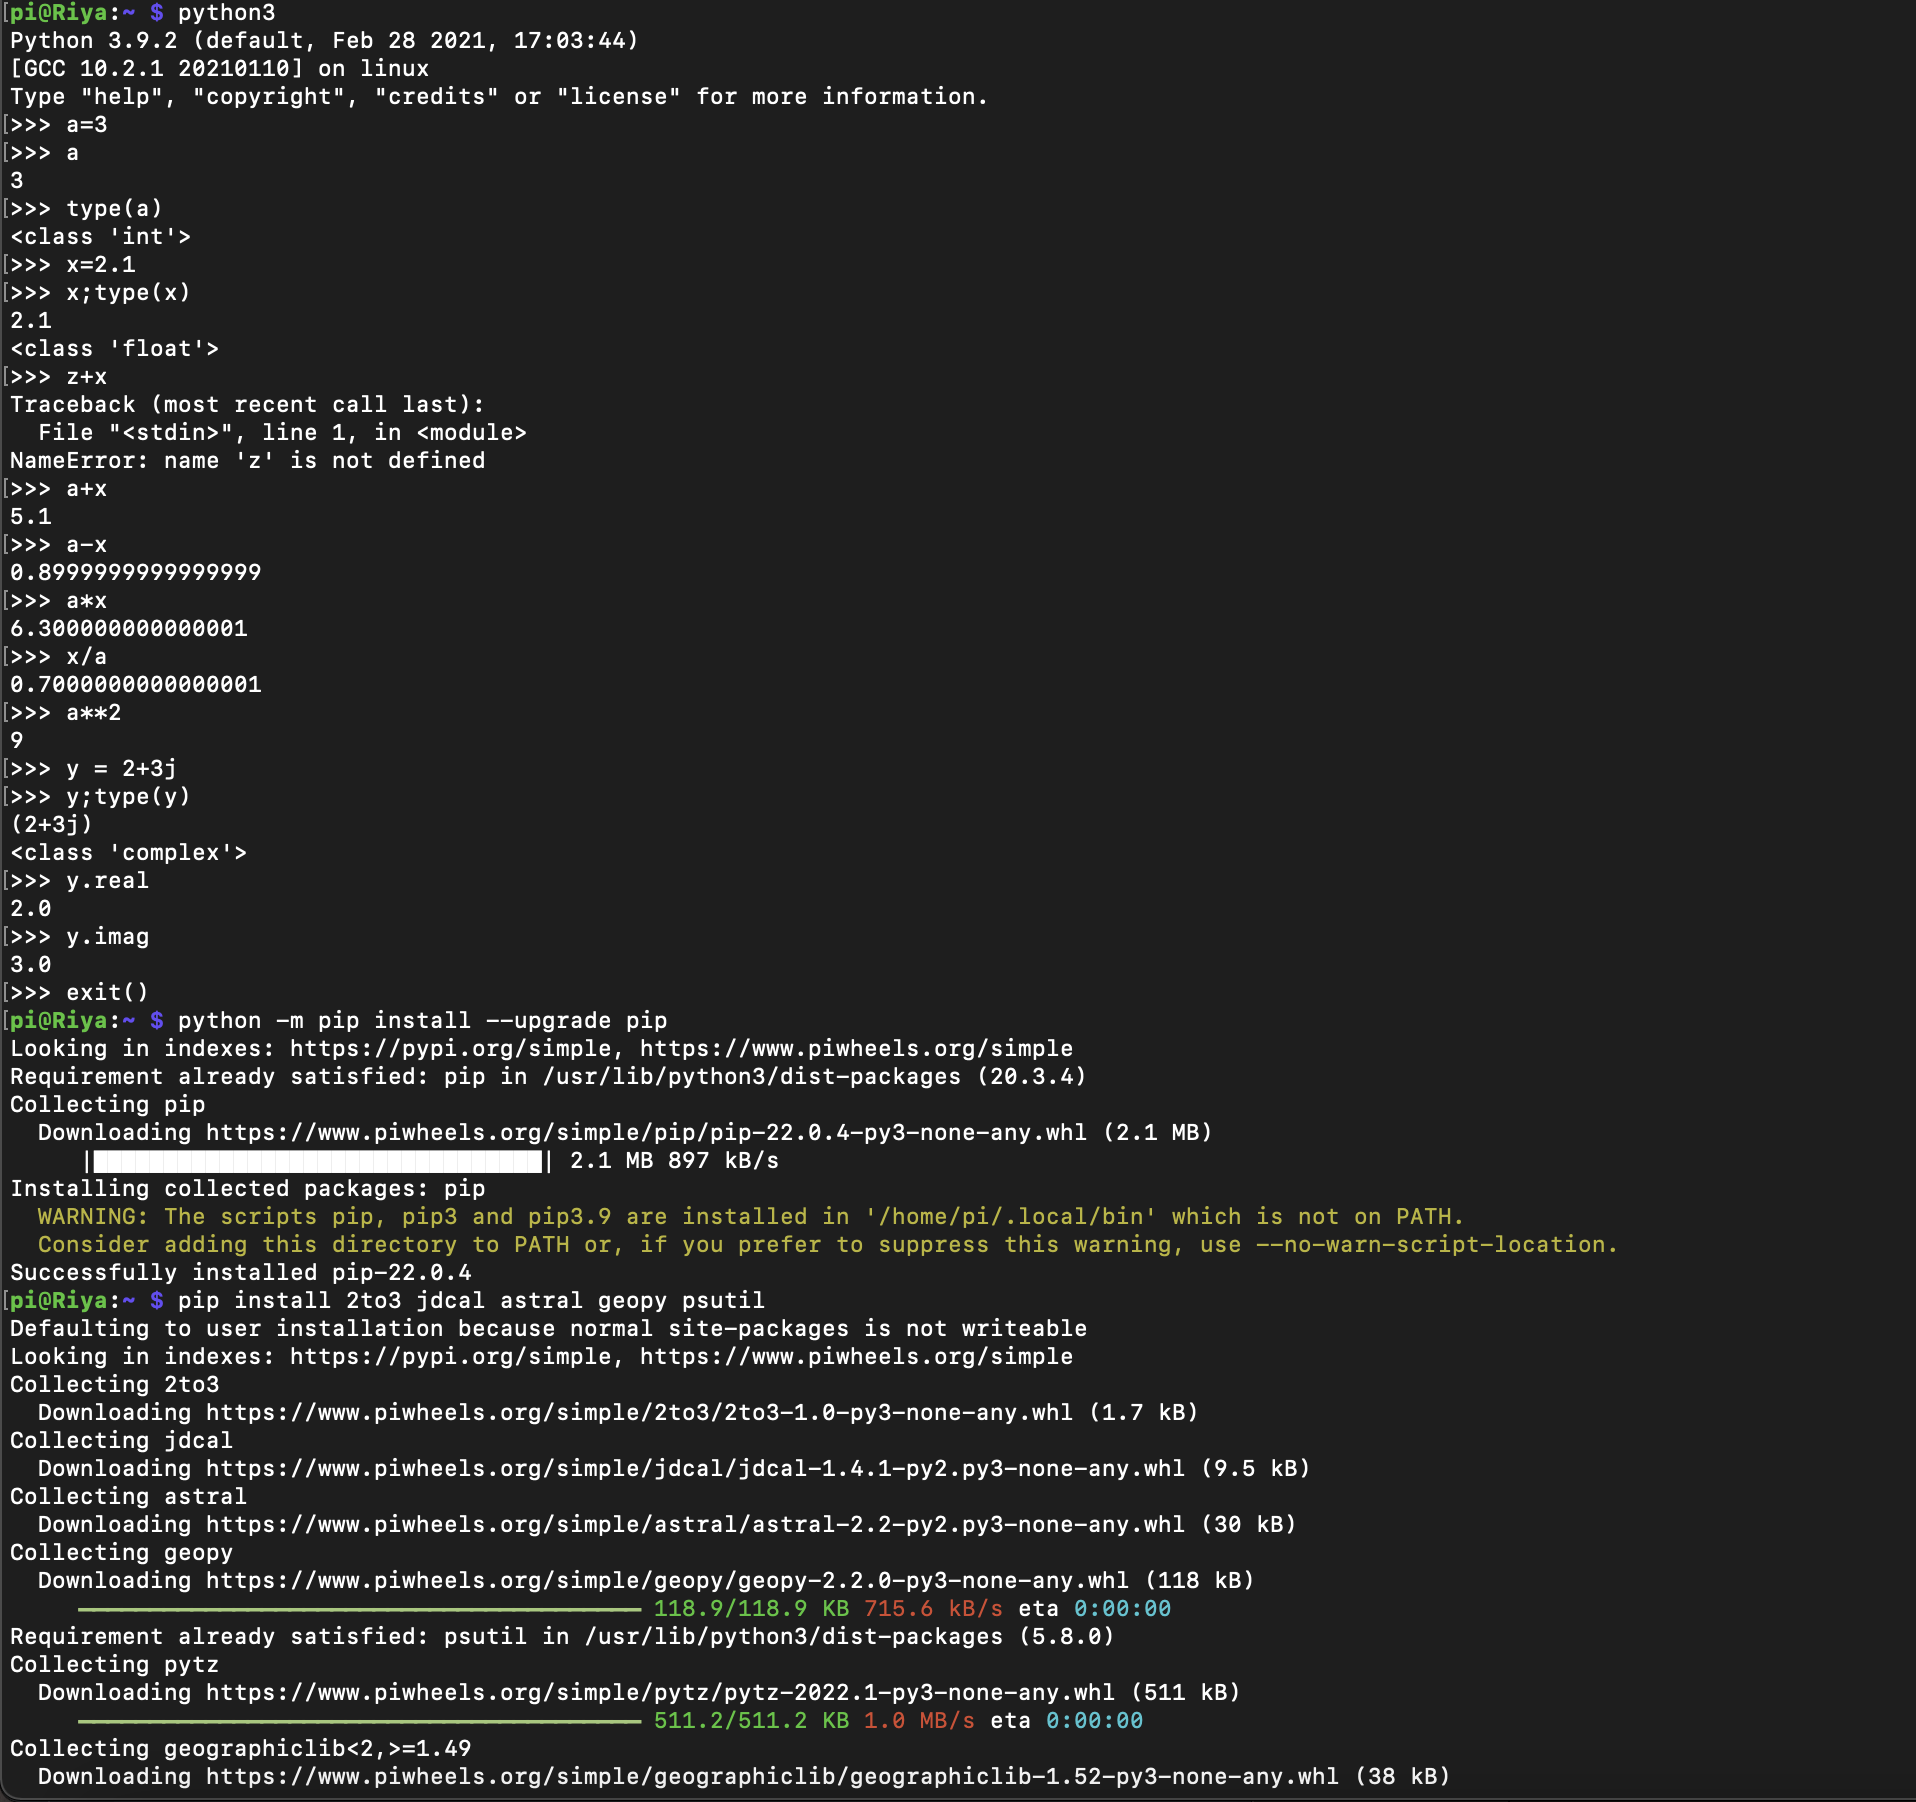 pi@Riya:~ $ python3
Python 3.9.2 (default, Feb 28 2021, 17:03:44)
[GCC 10.2.1 20210110] on linux
Type "help", "copyright", "credits" or "license" for more information.
[>>> a=3
[>>> a
3
[>>> type(a)
<class 'int'>
[>>> x=2.1
[>>> x;type(x)
2.1
<class 'float'>
[>>> z+x
Traceback (most recent call last):
  File "<stdin>", line 1, in <module>
NameError: name 'z' is not defined
[>>> a+x
5.1
[>>> a-x
0.8999999999999999
[>>> a*x
6.300000000000001
[>>> x/a
0.7000000000000001
[>>> a**2
9
[>>> y = 2+3j
[>>> y;type(y)
(2+3j)
<class 'complex'>
[>>> y.real
2.0
[>>> y.imag
3.0
[>>> exit()
[pi@Riya:~ $ python -m pip install --upgrade pip
Looking in indexes: https://pypi.org/simple, https://www.piwheels.org/simple
Requirement already satisfied: pip in /usr/lib/python3/dist-packages (20.3.4)
Collecting pip
  Downloading https://www.piwheels.org/simple/pip/pip-22.0.4-py3-none-any.whl (2.1 MB)
     |████████████████████████████████| 2.1 MB 897 kB/s
Installing collected packages: pip
  WARNING: The scripts pip, pip3 and pip3.9 are installed in '/home/pi/.local/bin' which is not on PATH.
  Consider adding this directory to PATH or, if you prefer to suppress this warning, use --no-warn-script-location.
Successfully installed pip-22.0.4
[pi@Riya:~ $ pip install 2to3 jdcal astral geopy psutil
Defaulting to user installation because normal site-packages is not writeable
Looking in indexes: https://pypi.org/simple, https://www.piwheels.org/simple
Collecting 2to3
  Downloading https://www.piwheels.org/simple/2to3/2to3-1.0-py3-none-any.whl (1.7 kB)
Collecting jdcal
  Downloading https://www.piwheels.org/simple/jdcal/jdcal-1.4.1-py2.py3-none-any.whl (9.5 kB)
Collecting astral
  Downloading https://www.piwheels.org/simple/astral/astral-2.2-py2.py3-none-any.whl (30 kB)
Collecting geopy
  Downloading https://www.piwheels.org/simple/geopy/geopy-2.2.0-py3-none-any.whl (118 kB)
     ━━━━━━━━━━━━━━━━━━━━━━━━━━━━━━━━━━━━━━━━ 118.9/118.9 KB 715.6 kB/s eta 0:00:00
Requirement already satisfied: psutil in /usr/lib/python3/dist-packages (5.8.0)
Collecting pytz
  Downloading https://www.piwheels.org/simple/pytz/pytz-2022.1-py3-none-any.whl (511 kB)
     ━━━━━━━━━━━━━━━━━━━━━━━━━━━━━━━━━━━━━━━━ 511.2/511.2 KB 1.0 MB/s eta 0:00:00
Collecting geographiclib<2,>=1.49
  Downloading https://www.piwheels.org/simple/geographiclib/geographiclib-1.52-py3-none-any.whl (38 kB)